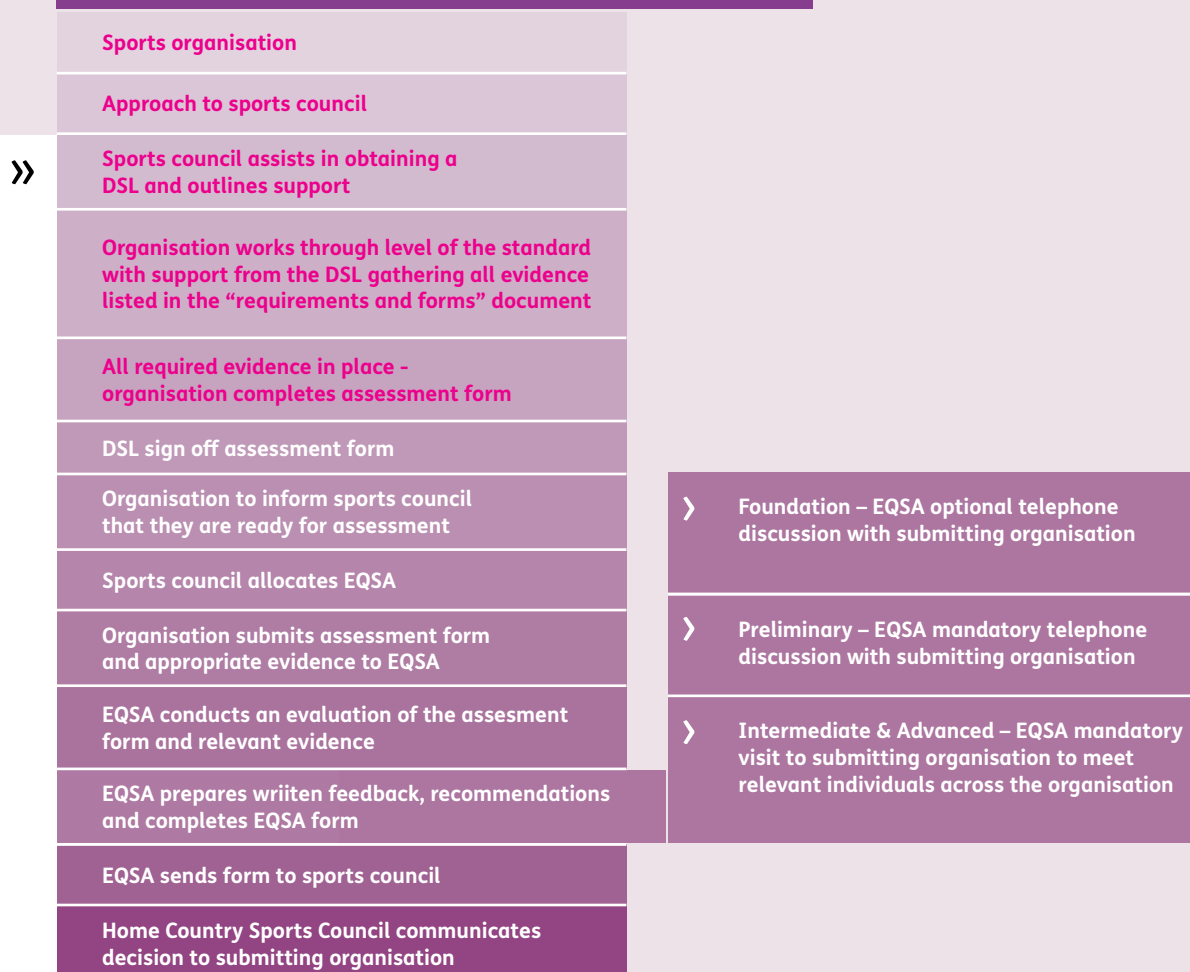 Sports organisation
Approach to sports council
»
Sports council assists in obtaining a
DSL and outlines support
Organisation works through level of the standard
with support from the DSL gathering all evidence
listed in the “requirements and forms” document
All required evidence in place -
organisation completes assessment form
DSL sign off assessment form
Organisation to inform sports council
that they are ready for assessment
Sports council allocates EQSA
Organisation submits assessment form
and appropriate evidence to EQSA
EQSA conducts an evaluation of the assesment
form and relevant evidence
EQSA prepares wriiten feedback, recommendations
and completes EQSA form
EQSA sends form to sports council
Home Country Sports Council communicates
decision to submitting organisation
› Foundation – EQSA optional telephone
discussion with submitting organisation
› Preliminary – EQSA mandatory telephone
discussion with submitting organisation
› Intermediate & Advanced – EQSA mandatory
visit to submitting organisation to meet
relevant individuals across the organisation